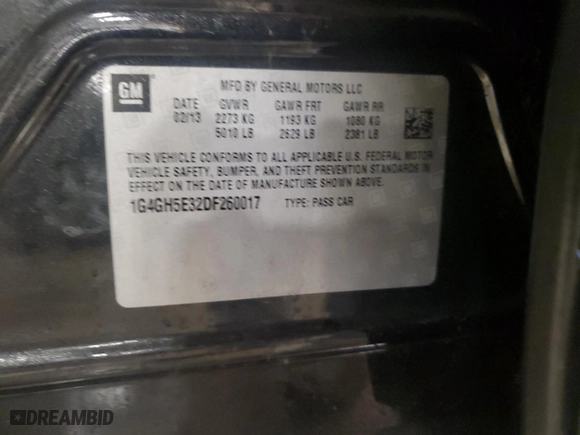 GM
MFD BY GENERAL MOTORS LLC
DATE GVWR GAWR FRT GAWR RR
02/13 2273 KG 1193 KG 1080 KG
5010 LB 2629 LB 2381 LB
THIS VEHICLE CONFORMS TO ALL APPLICABLE U.S. FEDERAL MOTOR
VEHICLE SAFETY, BUMPER, AND THEFT PREVENTION STANDARDS IN
EFFECT ON THE DATE OF MANUFACTURE SHOWN ABOVE.
1G4GH5E32DF260017 TYPE: PASS CAR
DREAMBID